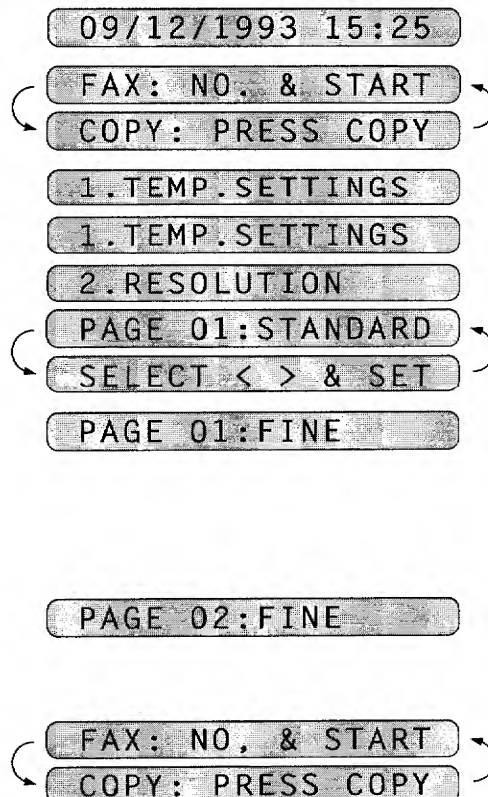 09/12/1993 15:25
FAX: NO. & START
COPY: PRESS COPY
1.TEMP.SETTINGS
1.TEMP.SETTINGS
2.RESOLUTION
PAGE 01:STANDARD
SELECT < > & SET
PAGE 01:FINE
PAGE 02:FINE
FAX: NO. & START
COPY: PRESS COPY